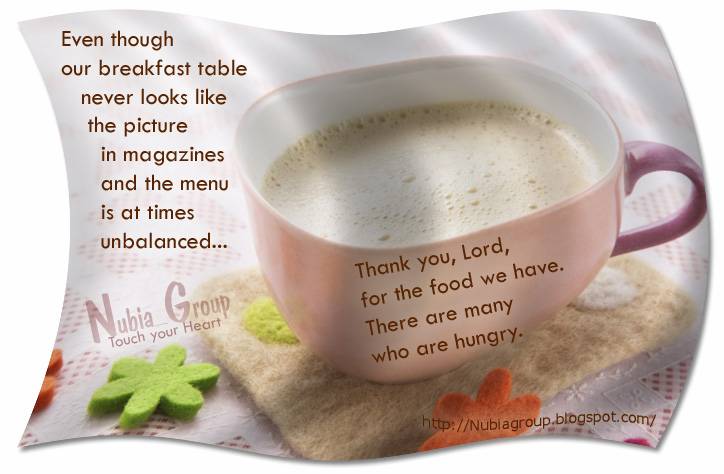 Even though
our breakfast table
never looks like
the picture
in magazines
and the menu
is at times
unbalanced...
Thank you, Lord,
for the food we have.
There are many
who are hungry.
Nubia Group
Touch your Heart
http://Nubiagroup.blogspot.com/